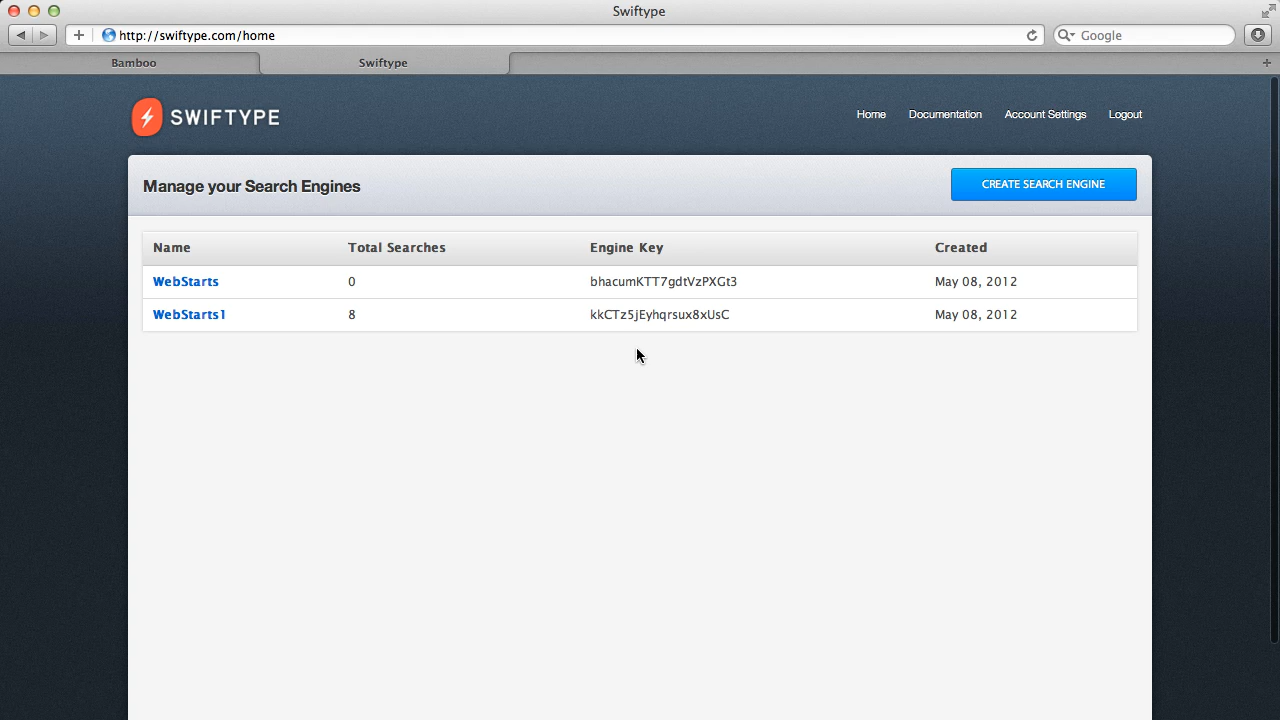 Swiftype
http://swiftype.com/home
Google
Bamboo
Swiftype
SWIFTYPE
Home Documentation Account Settings Logout
Manage your Search Engines
CREATE SEARCH ENGINE
Name Total Searches Engine Key Created
WebStarts 0 bhacumKTT7gdtVzPXGt3 May 08, 2012
WebStarts1 8 kkCTz5jEyhqrsux8xUsC May 08, 2012